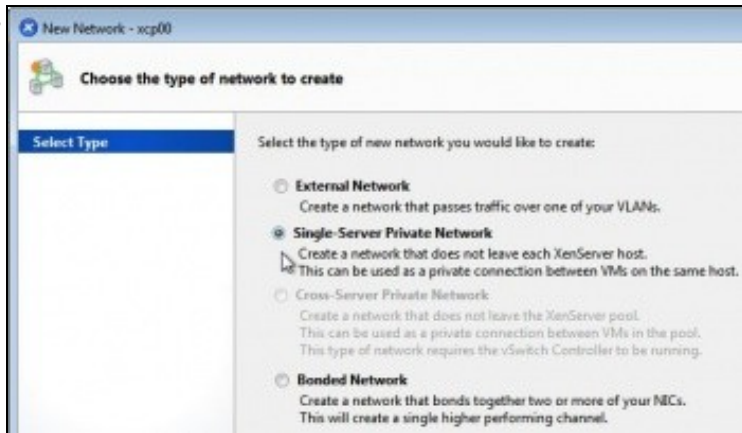 New Network - xcp00
Choose the type of network to create
Select Type
Select the type of new network you would like to create:
External Network
Create a network that passes traffic over one of your VLANs.
Single-Server Private Network
Create a network that does not leave each XenServer host.
This can be used as a private connection between VMs on the same host.
Cross-Server Private Network
Create a network that does not leave the XenServer pool.
This can be used as a private connection between VMs in the pool.
This type of network requires the vSwitch Controller to be running.
Bonded Network
Create a network that bonds together two or more of your NICs.
This will create a single higher performing channel.